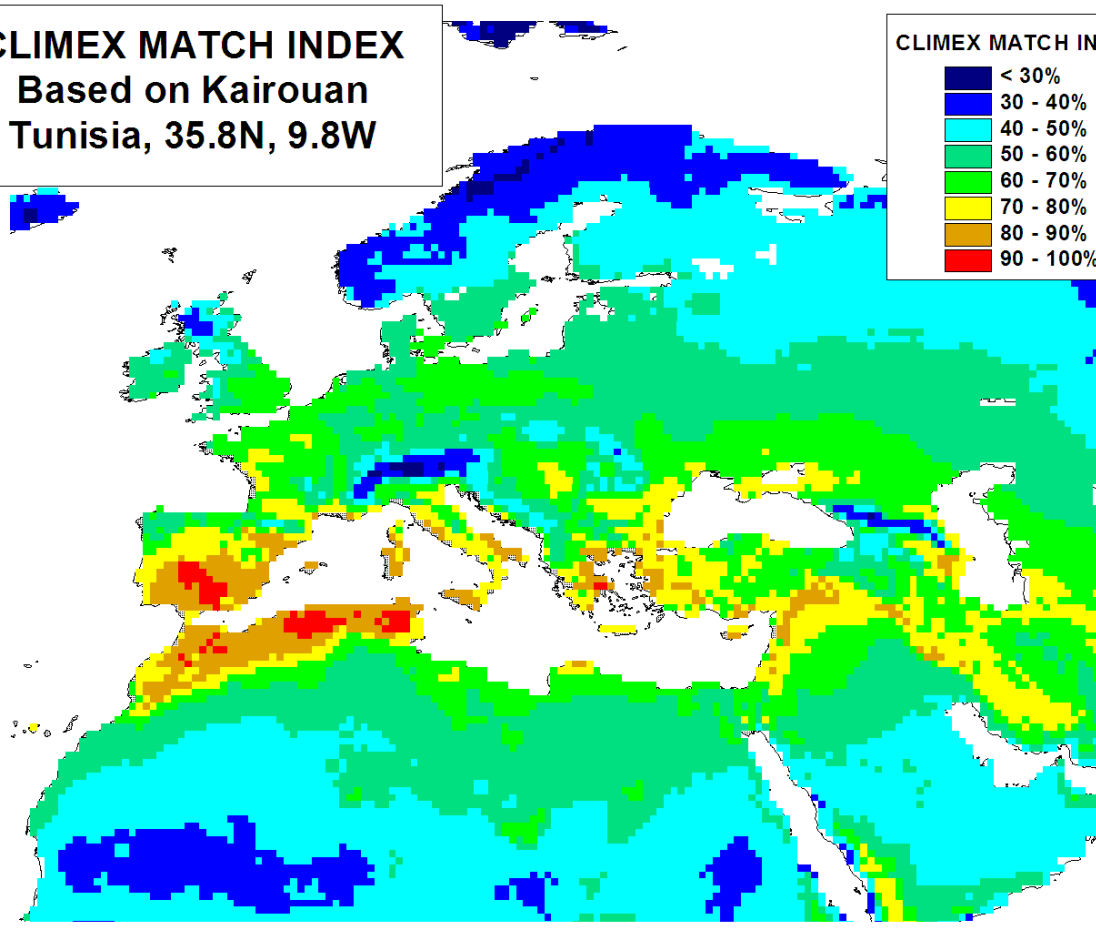 CLIMEX MATCH INDEX
Based on Kairouan
Tunisia, 35.8N, 9.8W
CLIMEX MATCH IN
< 30%
30 - 40%
40 - 50%
50 - 60%
60 - 70%
70 - 80%
80 - 90%
90 - 100%